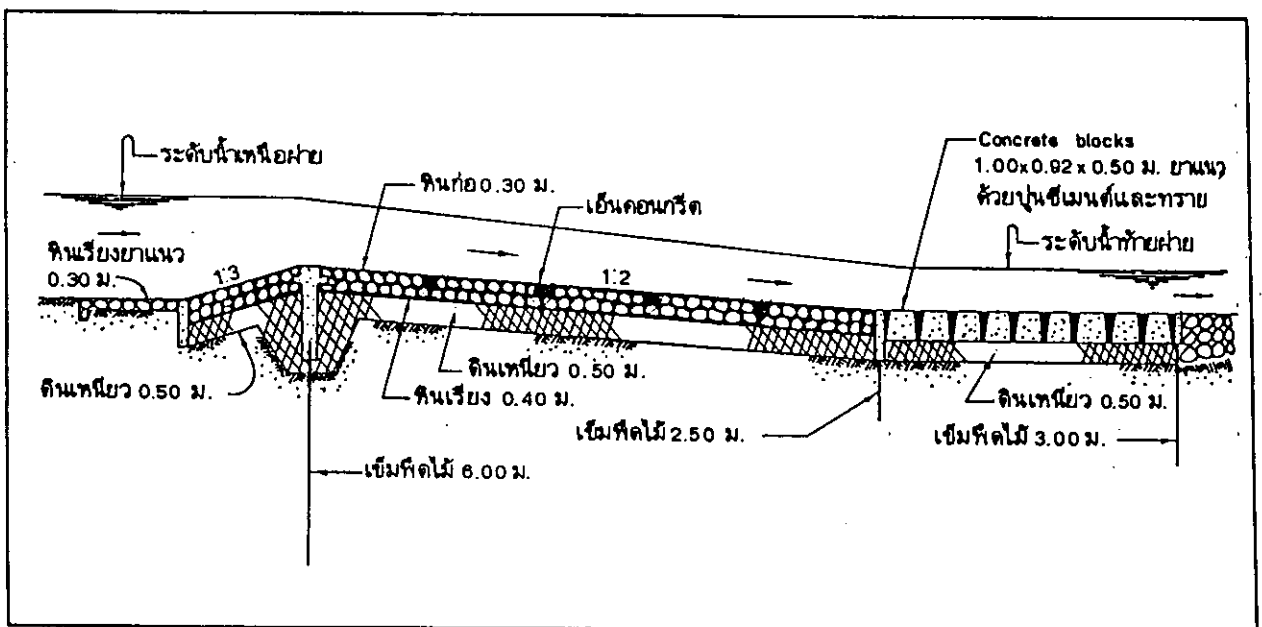 ระดับน้ำเหนือฝาย
หินก่อ 0.30 ม.
เอ็นคอนกรีต
Concrete blocks
1.00x0.92x0.50 ม. ยาแนว
ด้วยปูนซีเมนต์และทราย
ระดับน้ำท้ายฝาย
หินเรียงยาแนว
0.30 ม.
1:3
1:2
ดินเหนียว 0.50 ม.
ดินเหนียว 0.50 ม.
หินเรียง 0.40 ม.
ดินเหนียว 0.50 ม.
เข็มพืดไม้ 2.50 ม.
เข็มพืดไม้ 3.00 ม.
เข็มพืดไม้ 6.00 ม.